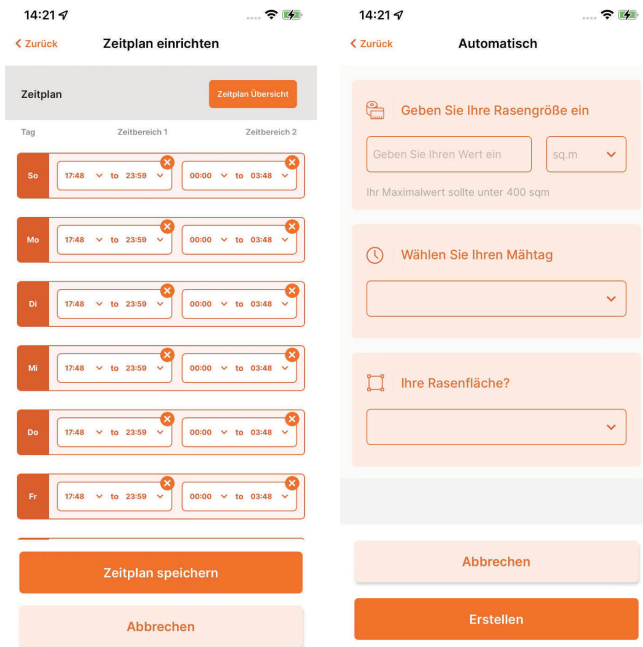 14:21
Zurück
Zeitplan einrichten
Zeitplan
Zeitplan Übersicht
Tag Zeitbereich 1 Zeitbereich 2
So 17:48 to 23:59 00:00 to 03:48
Mo 17:48 to 23:59 00:00 to 03:48
Di 17:48 to 23:59 00:00 to 03:48
Mi 17:48 to 23:59 00:00 to 03:48
Do 17:48 to 23:59 00:00 to 03:48
Fr 17:48 to 23:59 00:00 to 03:48
Zeitplan speichern
Abbrechen
14:21
Zurück
Automatisch
Geben Sie Ihre Rasengröße ein
Geben Sie Ihren Wert ein sq.m
Ihr Maximalwert sollte unter 400 sqm
Wählen Sie Ihren Mähtag
Ihre Rasenfläche?
Abbrechen
Erstellen